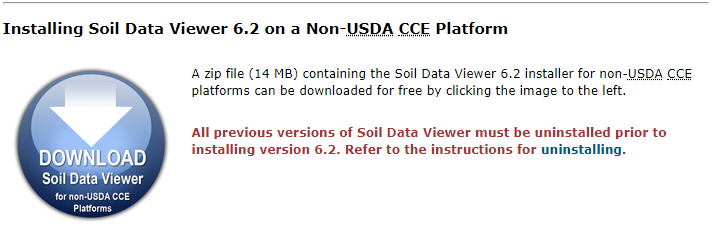 Installing Soil Data Viewer 6.2 on a Non-USDA CCE Platform
DOWNLOAD
Soil Data Viewer
for non-USDA CCE
Platforms
A zip file (14 MB) containing the Soil Data Viewer 6.2 installer for non-USDA CCE
platforms can be downloaded for free by clicking the image to the left.
All previous versions of Soil Data Viewer must be uninstalled prior to
installing version 6.2. Refer to the instructions for uninstalling.